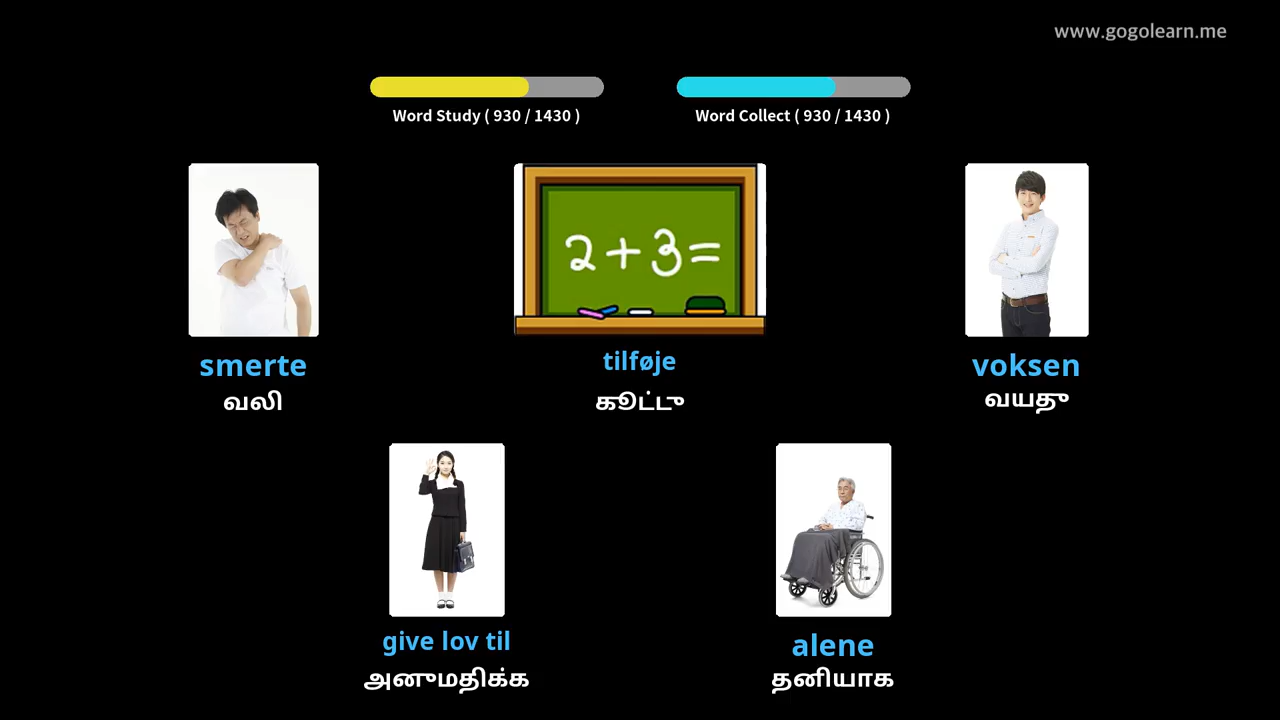 www.gogolearn.me
Word Study ( 930 / 1430 )
Word Collect ( 930 / 1430 )
2+3=
smerte
வலி
tilføje
கூட்டு
voksen
வயது
give lov til
அனுமதிக்க
alene
தனியாக